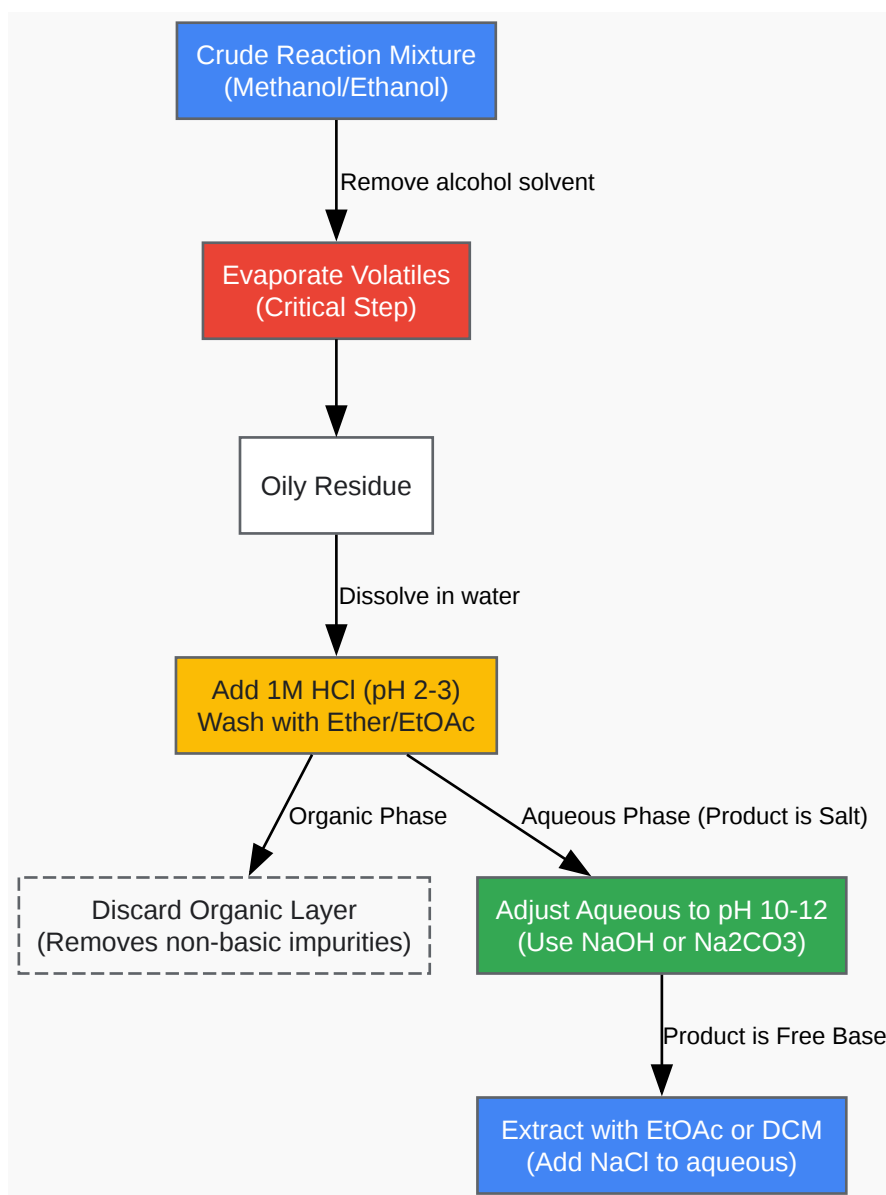 Crude Reaction Mixture
(Methanol/Ethanol)
Remove alcohol solvent
Evaporate Volatiles
(Critical Step)
Oily Residue
Dissolve in water
Add 1M HCl (pH 2-3)
Wash with Ether/EtOAc
Organic Phase
Aqueous Phase (Product is Salt)
Discard Organic Layer
(Removes non-basic impurities)
Adjust Aqueous to pH 10-12
(Use NaOH or Na2CO3)
Product is Free Base
Extract with EtOAc or DCM
(Add NaCl to aqueous)